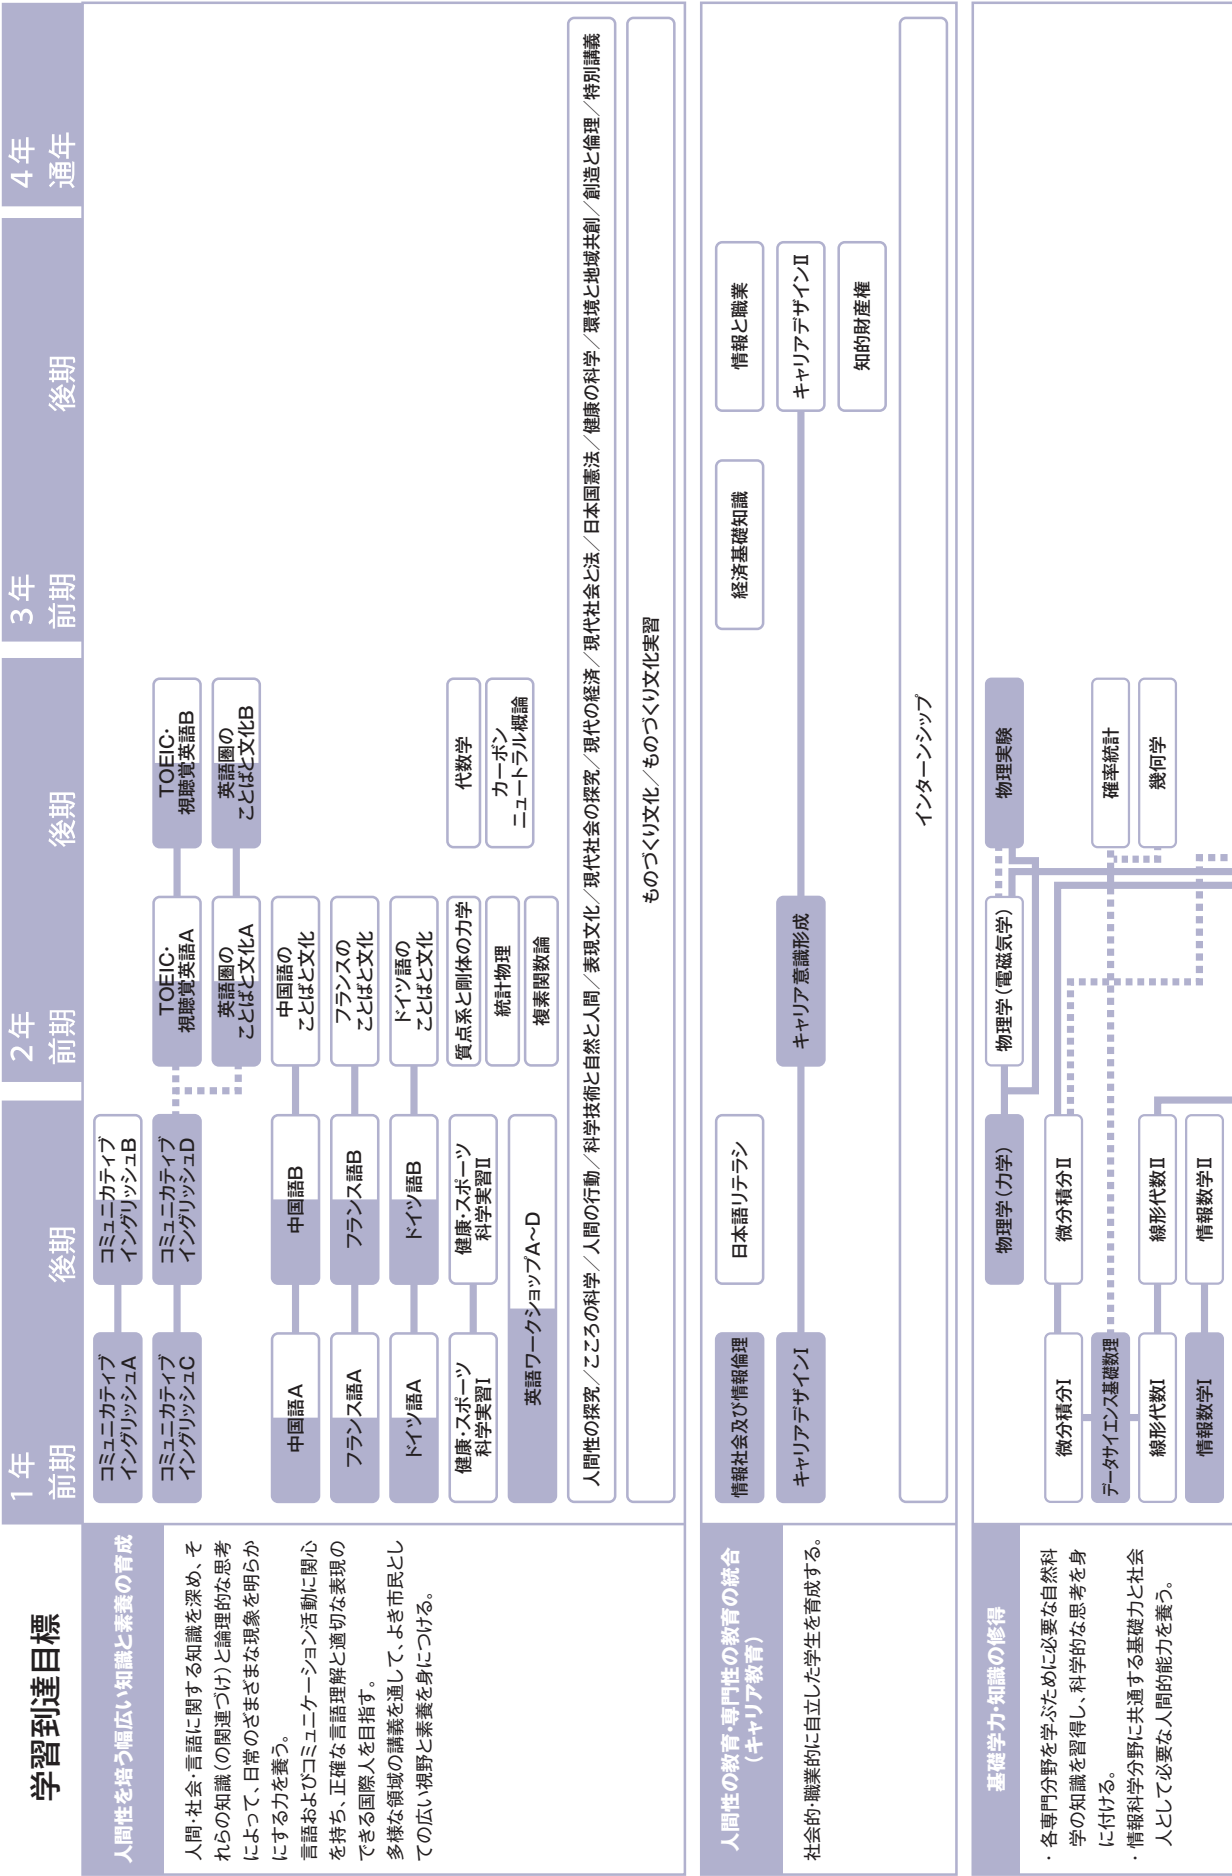 学習到達目標
1年
前期
後期
2年
前期
後期
3年
前期
後期
4年
通年
人間性を培う幅広い知識と素養の育成
人間・社会・言語に関する知識を深め、そ
れらの知識（の関連づけ）と論理的な思考
によって、日常のざまざまな現象を明らか
にする力を養う。
言語およびコミュニケーション活動に関心
を持ち、正確な言語理解と適切な表現の
できる国際人を目指す。
多様な領域の講義を通して、よき市民とし
ての広い視野と素養を身につける。
コミュニカティブ
イングリッシュA
コミュニカティブ
イングリッシュB
コミュニカティブ
イングリッシュC
コミュニカティブ
イングリッシュD
TOEIC・
視聴覚英語A
TOEIC・
視聴覚英語B
英語圏の
ことばと文化A
英語圏の
ことばと文化B
中国語A
中国語B
中国語の
ことばと文化
フランス語A
フランス語B
フランスの
ことばと文化
ドイツ語A
ドイツ語B
ドイツ語の
ことばと文化
健康・スポーツ
科学実習Ⅰ
健康・スポーツ
科学実習Ⅱ
質点系と剛体の力学
代数学
統計物理
カーボン
ニュートラル概論
複素関数論
英語ワークショップA〜D
人間性の探究／こころの科学／人間の行動／科学技術と自然と人間／表現文化／現代社会の探究／現代の経済／現代社会と法／日本国憲法／健康の科学／環境と地域共創／創造と倫理／特別講義
ものづくり文化／ものづくり文化実習
人間性の教育・専門性の教育の統合
（キャリア教育）
社会的・職業的に自立した学生を育成する。
情報社会及び情報倫理
日本語リテラシ
経済基礎知識
情報と職業
キャリアデザインⅠ
キャリア意識形成
キャリアデザインⅡ
知的財産権
インターンシップ
基礎学力・知識の修得
・各専門分野を学ぶために必要な自然科
学の知識を習得し、科学的な思考を身
に付ける。
・情報科学分野に共通する基礎力と社会
人として必要な人間的能力を養う。
物理学（力学）
物理学（電磁気学）
物理実験
微分積分Ⅰ
微分積分Ⅱ
データサイエンス基礎数理
確率統計
線形代数Ⅰ
線形代数Ⅱ
幾何学
情報数学Ⅰ
情報数学Ⅱ